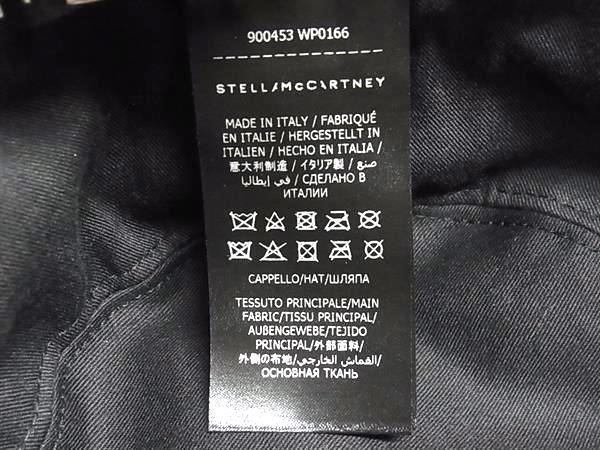 900453 WP0166
STELLA McCARTNEY
MADE IN ITALY / FABRIQUÉ
EN ITALIE / HERGESTELLT IN
ITALIEN / HECHO EN ITALIA /
意大利制造 / イタリア製 / صنع
في إيطاليا / СДЕЛАНО В
ИТАЛИИ
CAPPELLO/HAT/ШЛЯПА
TESSUTO PRINCIPALE/MAIN
FABRIC/TISSU PRINCIPAL/
AUßENGEWEBE/TEJIDO
PRINCIPAL/外部面料/
外側の布地/القماش الخارجي/
ОСНОВНАЯ ТКАНЬ